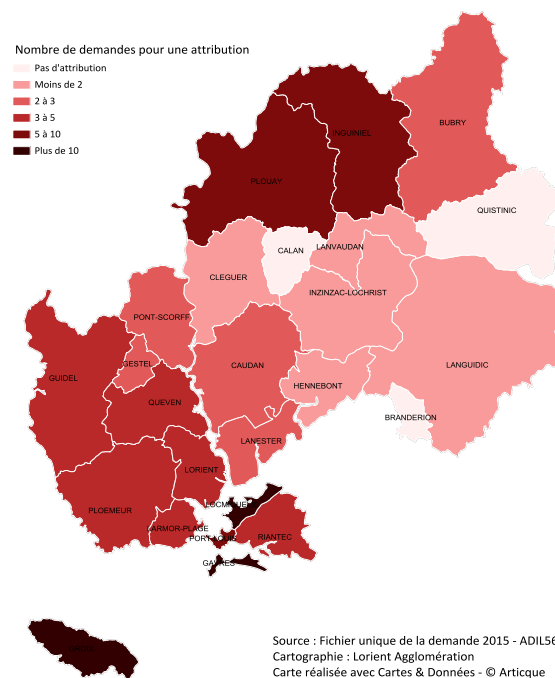 Nombre de demandes pour une attribution
Pas d'attribution
Moins de 2
2 à 3
3 à 5
5 à 10
Plus de 10
BUBRY
INGUINIEL
PLOUAY
QUISTINIC
CALAN
LANVAUDAN
CLEGUER
INZINZAC-LOCHRIST
PONT-SCORFF
GESTEL
CAUDAN
LANGUIDIC
GUIDEL
HENNEBONT
QUEVEN
BRANDERION
LANESTER
LORIENT
PLOEMEUR
LARMOR-PLAGE
PORT-LOUIS
RIANTEC
GAVRES
Source : Fichier unique de la demande 2015 - ADIL56
Cartographie : Lorient Agglomération
Carte réalisée avec Cartes & Données - © Articque